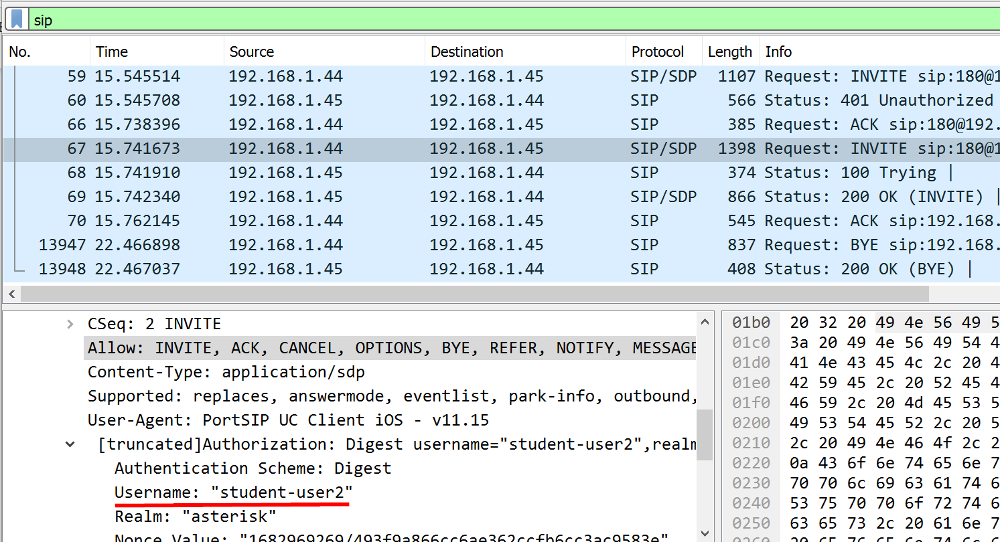 sip
No. Time Source Destination Protocol Length Info
59 15.545514 192.168.1.44 192.168.1.45 SIP/SDP 1107 Request: INVITE sip:180@1
60 15.545708 192.168.1.45 192.168.1.44 SIP 566 Status: 401 Unauthorized
66 15.738396 192.168.1.44 192.168.1.45 SIP 385 Request: ACK sip:180@192.
67 15.741673 192.168.1.44 192.168.1.45 SIP/SDP 1398 Request: INVITE sip:180@1
68 15.741910 192.168.1.45 192.168.1.44 SIP 374 Status: 100 Trying |
69 15.742340 192.168.1.45 192.168.1.44 SIP/SDP 866 Status: 200 OK (INVITE) |
70 15.762145 192.168.1.44 192.168.1.45 SIP 545 Request: ACK sip:192.168.
13947 22.466898 192.168.1.44 192.168.1.45 SIP 837 Request: BYE sip:192.168.
13948 22.467037 192.168.1.45 192.168.1.44 SIP 408 Status: 200 OK (BYE) |
CSeq: 2 INVITE
Allow: INVITE, ACK, CANCEL, OPTIONS, BYE, REFER, NOTIFY, MESSAGE
Content-Type: application/sdp
Supported: replaces, answermode, eventlist, park-info, outbound,
User-Agent: PortSIP UC Client iOS - v11.15
[truncated]Authorization: Digest username="student-user2",realm
Authentication Scheme: Digest
Username: "student-user2"
Realm: "asterisk"
Nonce Value: "1682969269/493f9a866cc6ae362ccfb6cc3ac9583e"
01b0 20 32 20 49 4e 56 49 5
01c0 3a 20 49 4e 56 49 54 4
01d0 41 4e 43 45 4c 2c 20 4
01e0 42 59 45 2c 20 52 45 4
01f0 46 59 2c 20 4d 45 53 5
0200 49 53 54 45 52 2c 20 5
0210 2c 20 49 4e 46 4f 2c 2
0220 0a 43 6f 6e 74 65 6e 7
0230 70 70 6c 69 63 61 74 6
0240 53 75 70 70 6f 72 74 6
0250 63 65 73 2c 20 61 6e 7
0260 20 65 76 65 6e 74 6c 6